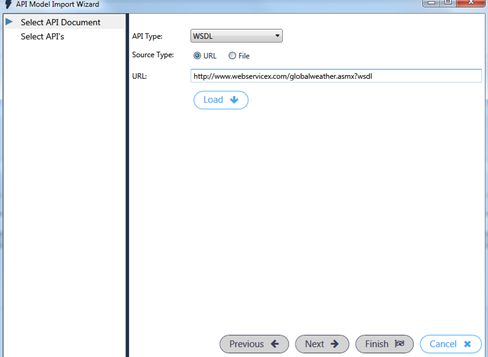 API Model Import Wizard
Select API Document
Select API's
API Type:
WSDL
Source Type:
URL
File
URL:
http://www.webservicex.com/globalweather.asmx?wsdl
Load
Previous
Next
Finish
Cancel